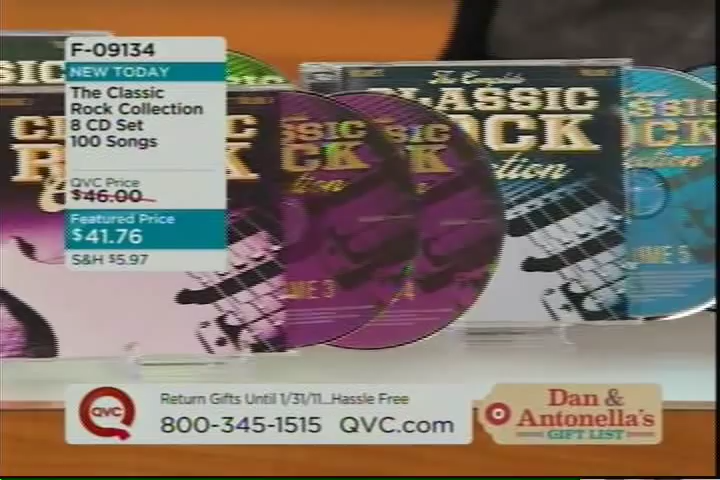 F-09134
NEW TODAY
The Classic
Rock Collection
8 CD Set
100 Songs
QVC Price
$46.00
Featured Price
$41.76
S&H $5.97
The Complete
CLASSIC
ROCK
VOLUME 3
QVC
Return Gifts Until 1/31/11...Hassle Free
800-345-1515 QVC.com
Dan &
Antonella's
GIFT LIST